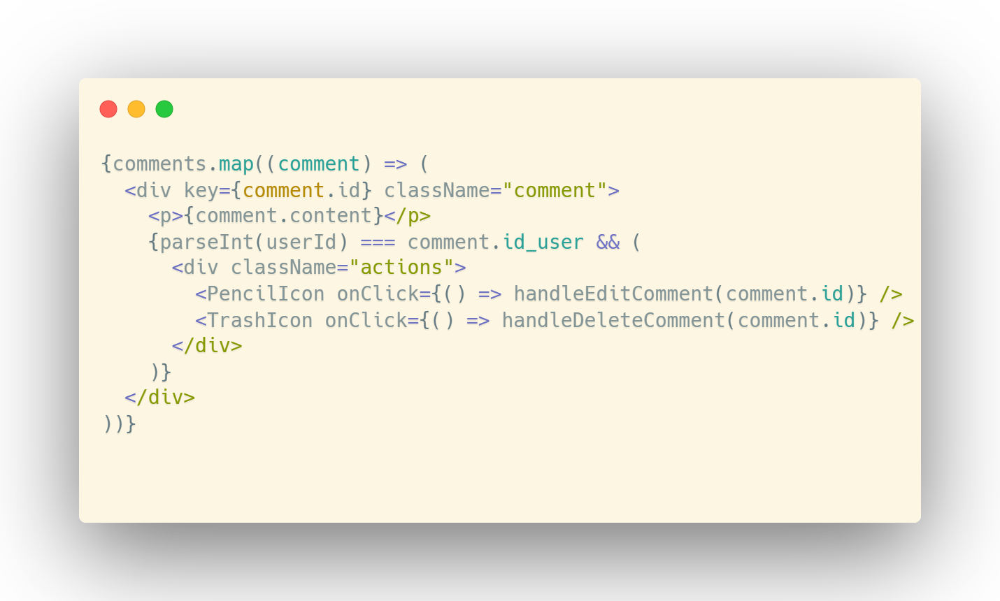 {comments.map((comment) => (
  <div key={comment.id} className="comment">
    <p>{comment.content}</p>
    {parseInt(userId) === comment.id_user && (
      <div className="actions">
        <PencilIcon onClick={() => handleEditComment(comment.id)} />
        <TrashIcon onClick={() => handleDeleteComment(comment.id)} />
      </div>
    )}
  </div>
))}